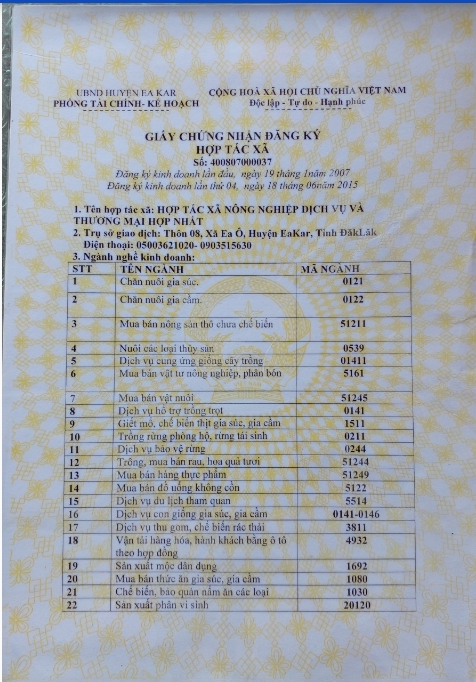 UBND HUYỆN EA KAR
PHÒNG TÀI CHÍNH- KẾ HOẠCH
CỘNG HOÀ XÃ HỘI CHỦ NGHĨA VIỆT NAM
Độc lập - Tự do - Hạnh phúc
GIẤY CHỨNG NHẬN ĐĂNG KÝ
HỢP TÁC XÃ
Số: 400807000037
Đăng ký kinh doanh lần đầu, ngày 19 tháng 1năm 2007
Đăng ký kinh doanh lần thứ 04, ngày 18 tháng 06năm 2015
1. Tên hợp tác xã: HỢP TÁC XÃ NÔNG NGHIỆP DỊCH VỤ VÀ
THƯƠNG MẠI HỢP NHẤT
2. Trụ sở giao dịch: Thôn 08, Xã Ea Ô, Huyện EaKar, Tỉnh ĐăkLăk
Điện thoại: 05003621020- 0903515630
3. Ngành nghề kinh doanh:
STT TÊN NGÀNH MÃ NGÀNH
1 Chăn nuôi gia súc. 0121
2 Chăn nuôi gia cầm. 0122
3 Mua bán nông sản thô chưa chế biến 51211
4 Nuôi các loại thủy sản 0539
5 Dịch vụ cung ứng giống cây trồng 01411
6 Mua bán vật tư nông nghiệp, phân bón 5161
7 Mua bán vật nuôi 51245
8 Dịch vụ hỗ trợ trồng trọt 0141
9 Giết mổ, chế biến thịt gia súc, gia cầm 1511
10 Trồng rừng phòng hộ, rừng tái sinh 0211
11 Dịch vụ bảo vệ rừng 0244
12 Trồng, mua bán rau, hoa quả tươi 51244
13 Mua bán hàng thực phẩm 51249
14 Mua bán đồ uống không cồn 5122
15 Dịch vụ du lịch tham quan 5514
16 Dịch vụ con giống gia súc, gia cầm 0141-0146
17 Dịch vụ thu gom, chế biến rác thải 3811
18 Vận tải hàng hóa, hành khách bằng ô tô 4932
theo hợp đồng
19 Sản xuất mộc dân dụng 1692
20 Mua bán thức ăn gia súc, gia cầm 1080
21 Chế biến, bảo quản nấm ăn các loại 1030
22 Sản xuất phân vi sinh 20120